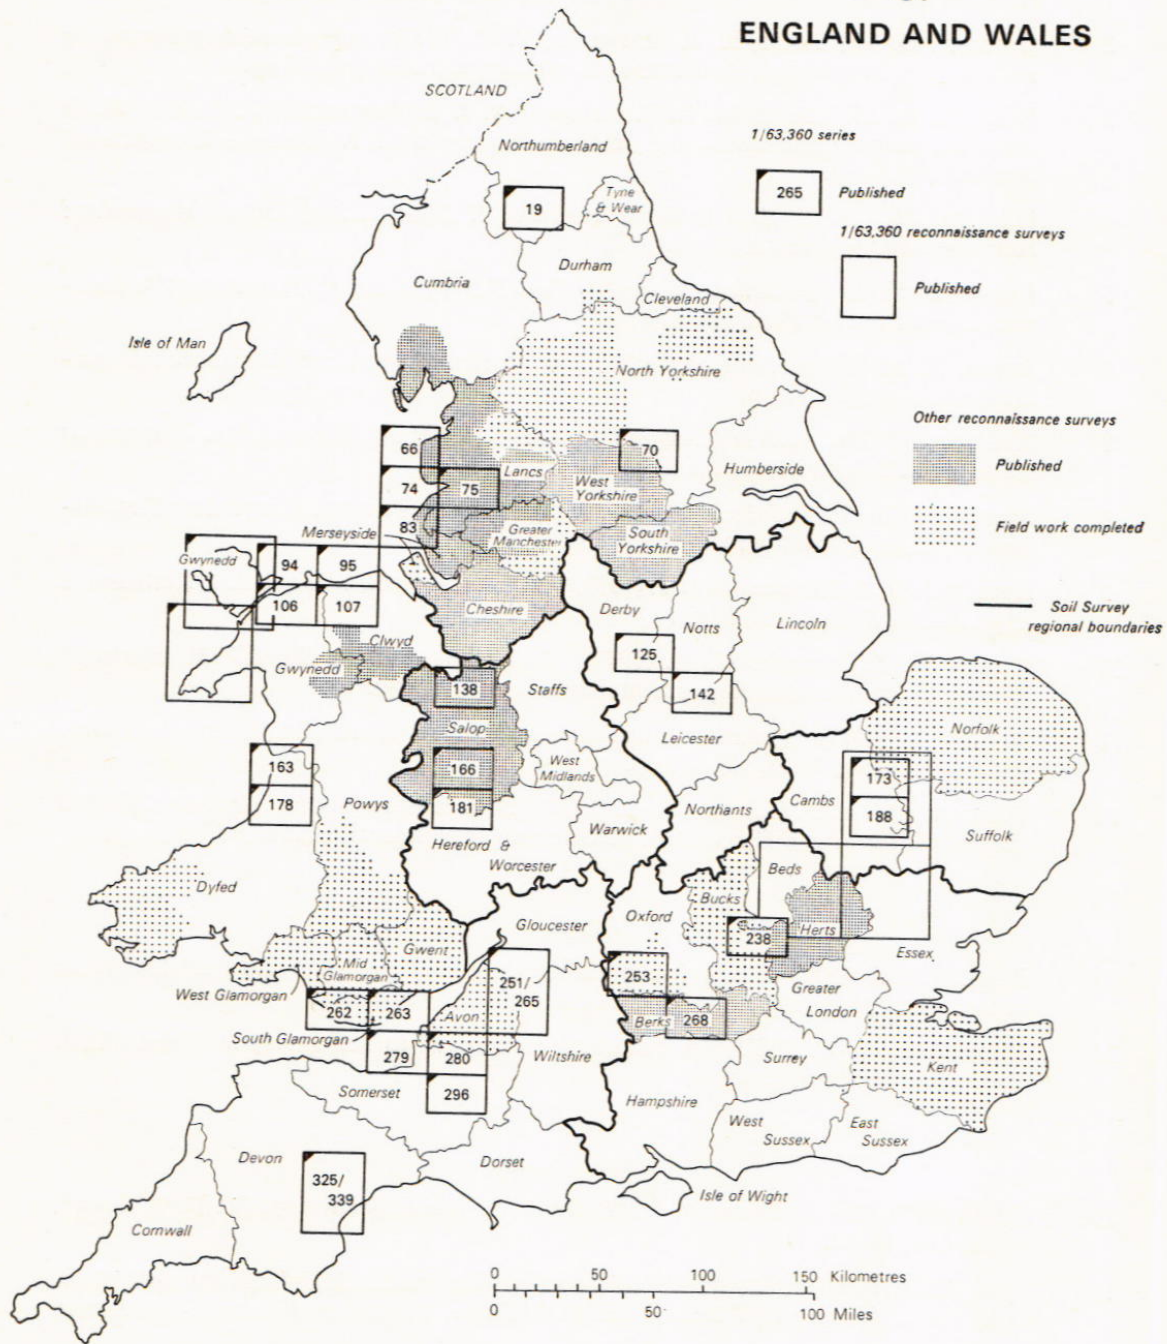 ENGLAND AND WALES
SCOTLAND
Northumberland
Tyne
& Wear
19
Durham
Cumbria
Cleveland
Isle of Man
North Yorkshire
1/63,360 series
265
Published
1/63,360 reconnaissance surveys
Published
Other reconnaissance surveys
Published
Field work completed
Soil Survey
regional boundaries
66
70
74
75
Lancs
West
Yorkshire
Humberside
83
Merseyside
Greater
Manchester
South
Yorkshire
Gwynedd
94
95
106
107
Cheshire
Derby
Notts
Lincoln
Clwyd
Gwynedd
125
138
Staffs
142
Salop
Leicester
Norfolk
163
166
West
Midlands
173
178
Powys
181
Cambs
188
Warwick
Northants
Suffolk
Hereford &
Worcester
Beds
Dyfed
Bucks
Oxford
Gloucester
Herts
238
Essex
Gwent
Mid
Glamorgan
West Glamorgan
251/
265
253
Greater
London
262
263
Avon
Berks
268
South Glamorgan
279
280
Wiltshire
Surrey
Kent
Somerset
296
Hampshire
West
Sussex
East
Sussex
Devon
Dorset
325/
339
Isle of Wight
Cornwall
0 50 100 150 Kilometres
0 50 100 Miles